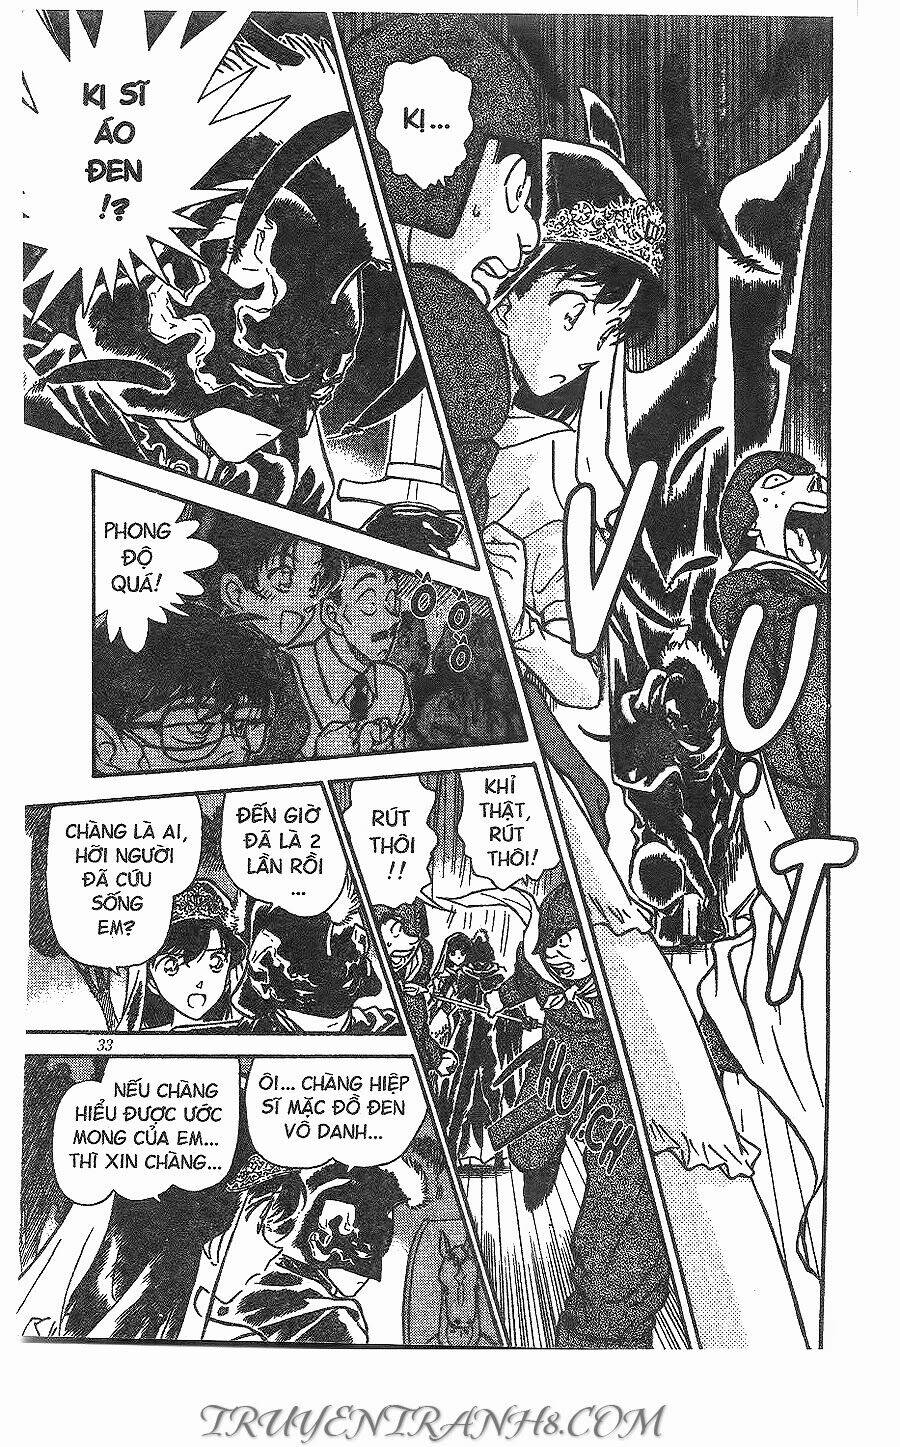 KỊ...
VÚT
KỊ SĨ
ÁO
ĐEN
!?
PHONG
ĐỘ
QUÁ!
Ô Ồ
Ồ
KHỈ
THẬT,
RÚT
THÔI!
RÚT
THÔI
!!
HUỴCH
ĐẾN GIỜ
ĐÃ LÀ 2
LẦN RỒI
...
CHÀNG LÀ AI,
HỠI NGƯỜI
ĐÃ CỨU
SỐNG
EM?
33
ÔI... CHÀNG HIỆP
SĨ MẶC ĐỒ ĐEN
VÔ DANH...
NẾU CHÀNG
HIỂU ĐƯỢC ƯỚC
MONG CỦA EM...
THÌ XIN CHÀNG...
TRUYENTRANH8.COM